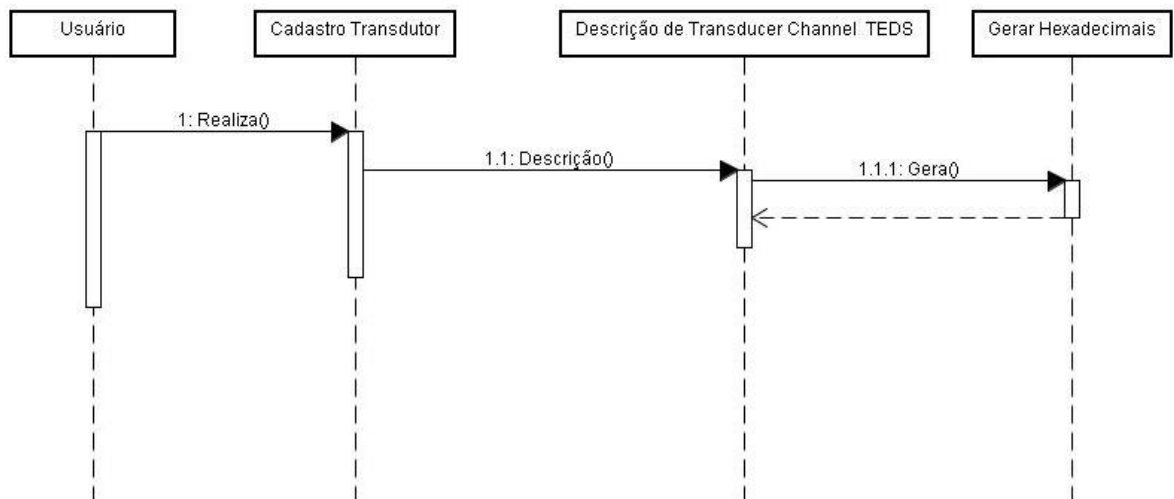 Usuário
Cadastro Transdutor
Descrição de Transducer Channel TEDS
Gerar Hexadecimais
1: Realiza()
1.1: Descrição()
1.1.1: Gera()